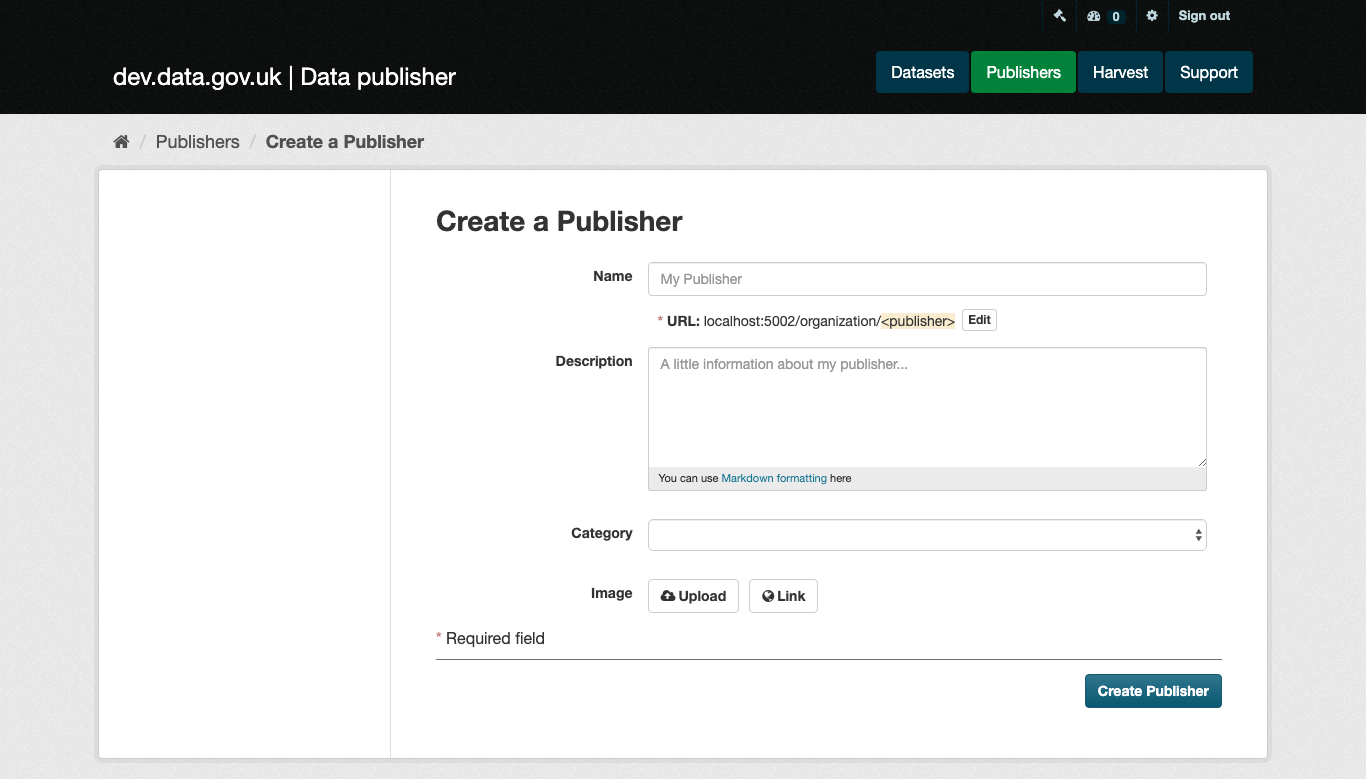 0 Sign out
dev.data.gov.uk | Data publisher
Datasets Publishers Harvest Support
/ Publishers / Create a Publisher
Create a Publisher
Name My Publisher
* URL: localhost:5002/organization/<publisher> Edit
Description A little information about my publisher...
You can use Markdown formatting here
Category
Image Upload Link
* Required field
Create Publisher